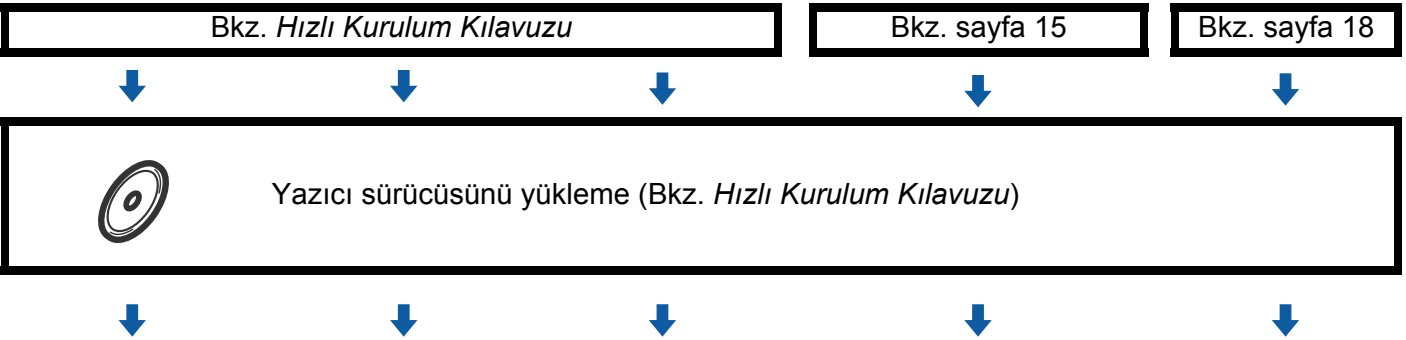 Bkz. Hızlı Kurulum Kılavuzu
Bkz. sayfa 15
Bkz. sayfa 18
Yazıcı sürücüsünü yükleme (Bkz. Hızlı Kurulum Kılavuzu)